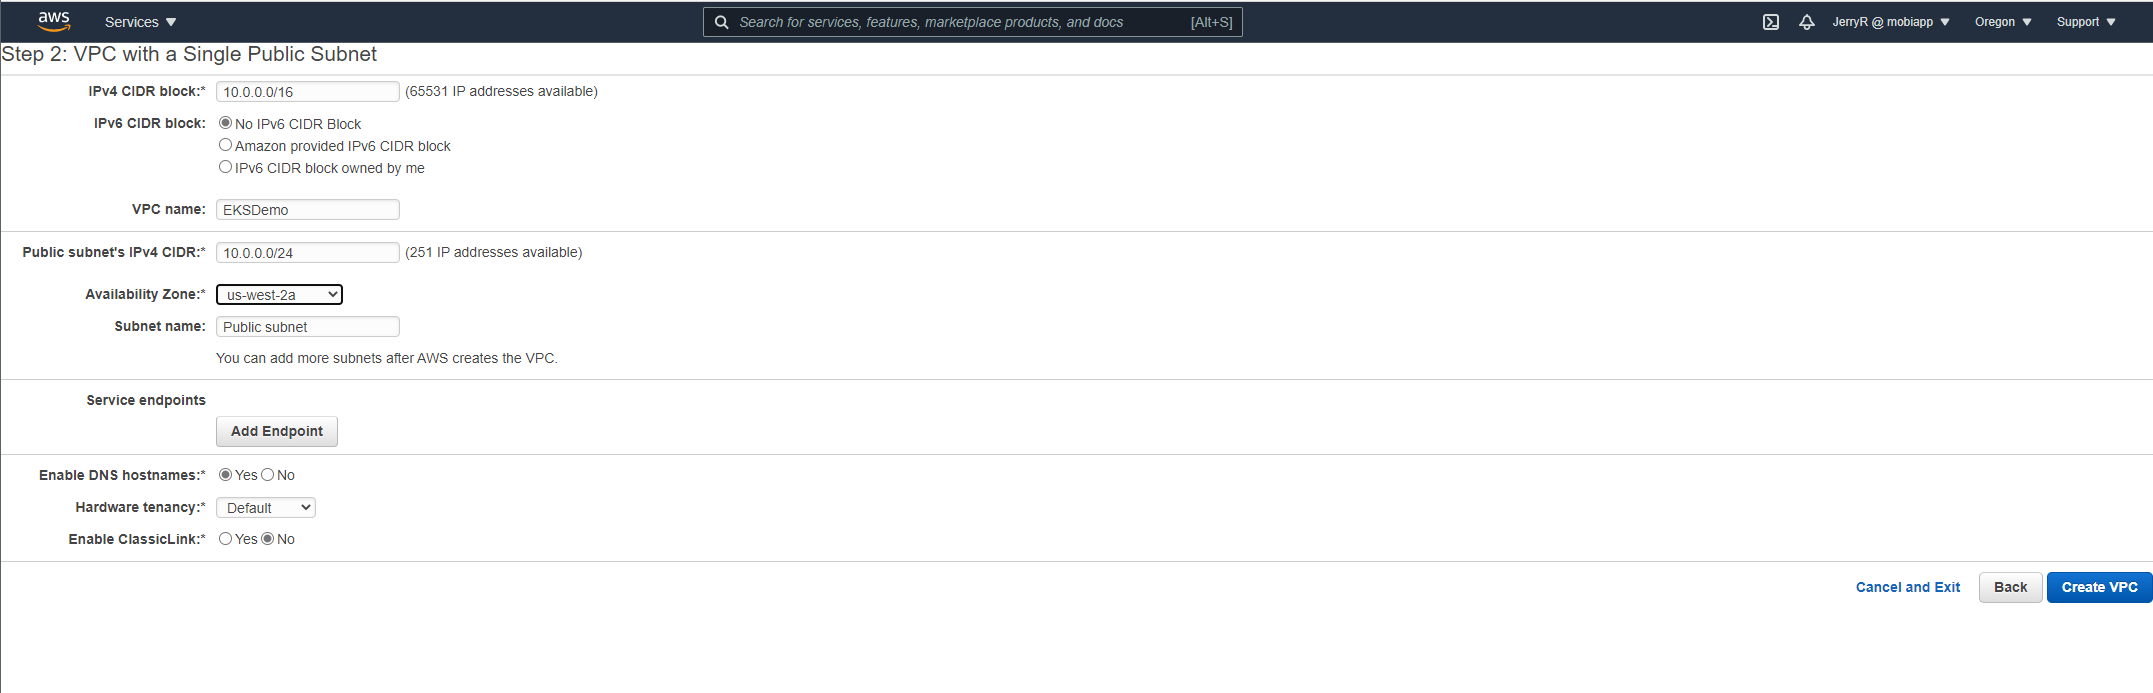 aws Services Search for services, features, marketplace products, and docs [Alt+S] JerryR @ mobiapp Oregon Support
Step 2: VPC with a Single Public Subnet
IPv4 CIDR block:* 10.0.0.0/16 (65531 IP addresses available)
IPv6 CIDR block: No IPv6 CIDR Block
Amazon provided IPv6 CIDR block
IPv6 CIDR block owned by me
VPC name: EKSDemo
Public subnet's IPv4 CIDR:* 10.0.0.0/24 (251 IP addresses available)
Availability Zone:* us-west-2a
Subnet name: Public subnet
You can add more subnets after AWS creates the VPC.
Service endpoints
Add Endpoint
Enable DNS hostnames:* Yes No
Hardware tenancy:* Default
Enable ClassicLink:* Yes No
Cancel and Exit Back Create VPC